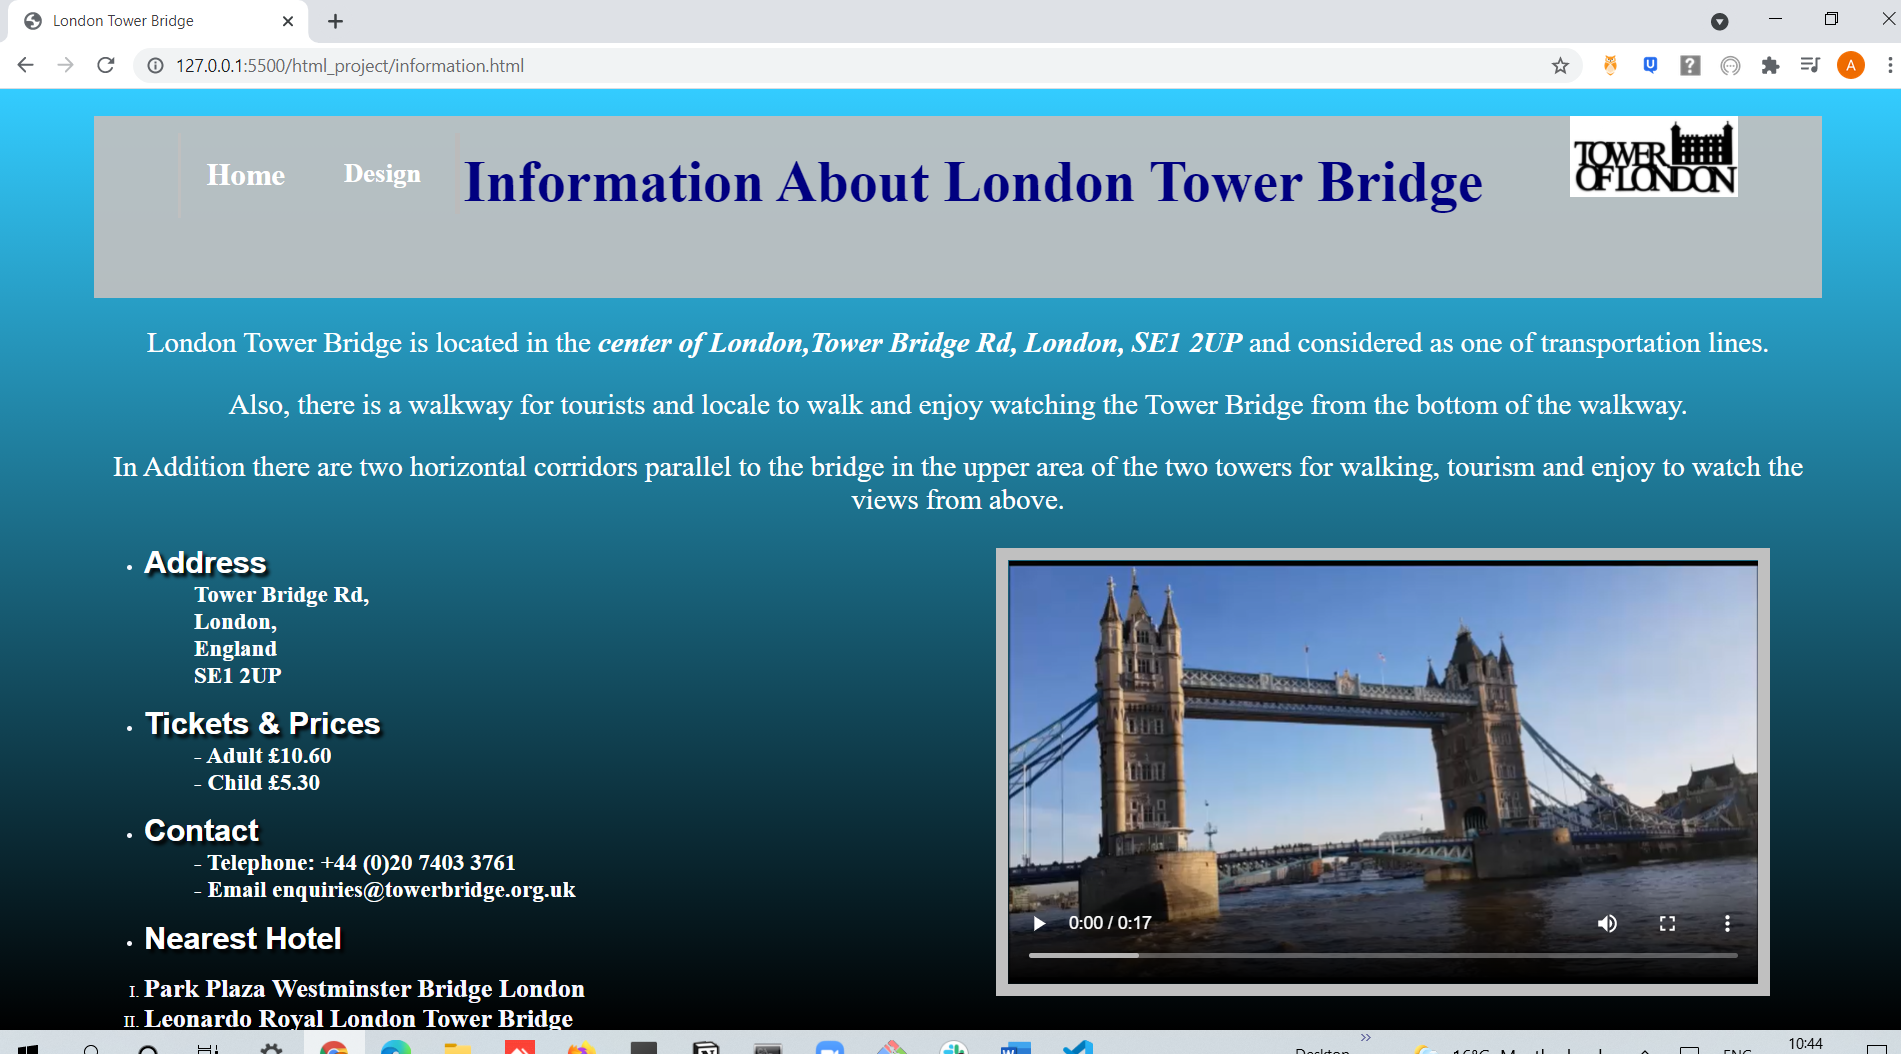 London Tower Bridge
127.0.0.1:5500/html_project/information.html
A
Home
Design
Information About London Tower Bridge
TOWER
OF LONDON
London Tower Bridge is located in the center of London,Tower Bridge Rd, London, SE1 2UP and considered as one of transportation lines.
Also, there is a walkway for tourists and locale to walk and enjoy watching the Tower Bridge from the bottom of the walkway.
In Addition there are two horizontal corridors parallel to the bridge in the upper area of the two towers for walking, tourism and enjoy to watch the
views from above.
• Address
Tower Bridge Rd,
London,
England
SE1 2UP
• Tickets & Prices
- Adult £10.60
- Child £5.30
• Contact
- Telephone: +44 (0)20 7403 3761
- Email enquiries@towerbridge.org.uk
• Nearest Hotel
I. Park Plaza Westminster Bridge London
II. Leonardo Royal London Tower Bridge
0:00 / 0:17
Desktop
16°C
ENG
10:44